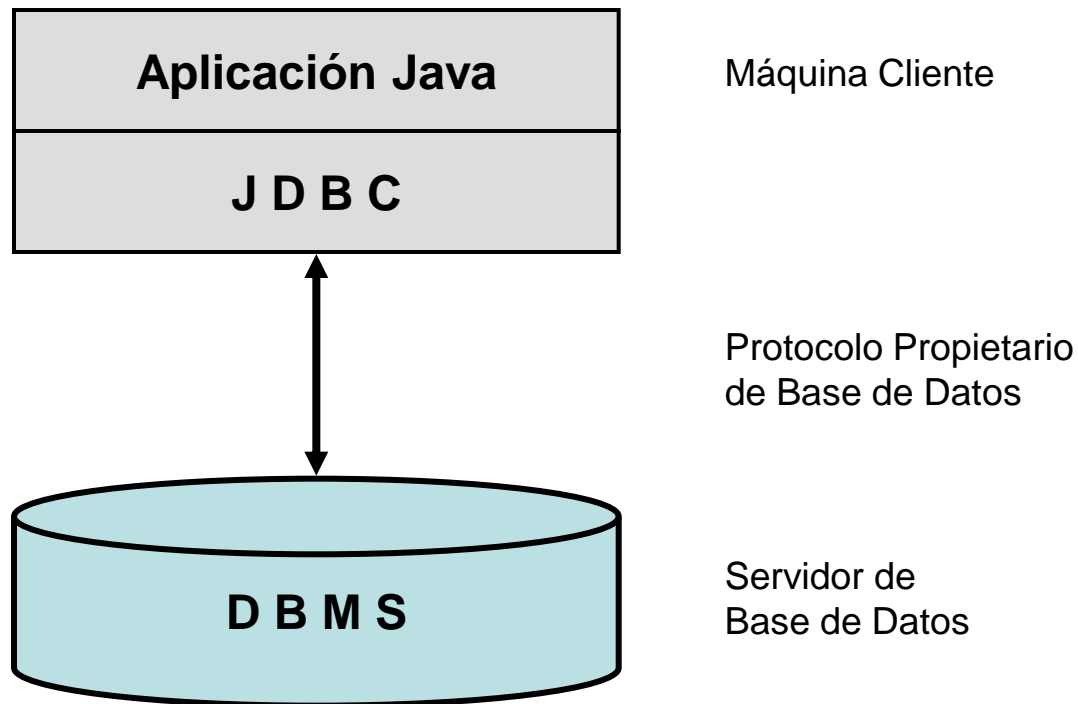 Aplicación Java
Máquina Cliente
J D B C
Protocolo Propietario
de Base de Datos
D B M S
Servidor de
Base de Datos